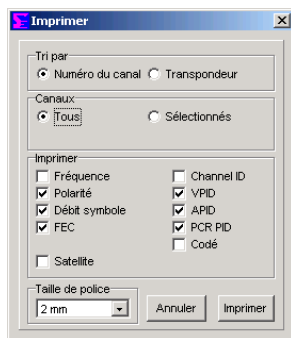 Imprimer
Tri par
Numéro du canal Transpondeur
Canaux
Tous Sélectionnés
Imprimer
Fréquence Channel ID
Polarité VPID
Débit symbole APID
FEC PCR PID
Codé
Satellite
Taille de police
2 mm Annuler Imprimer